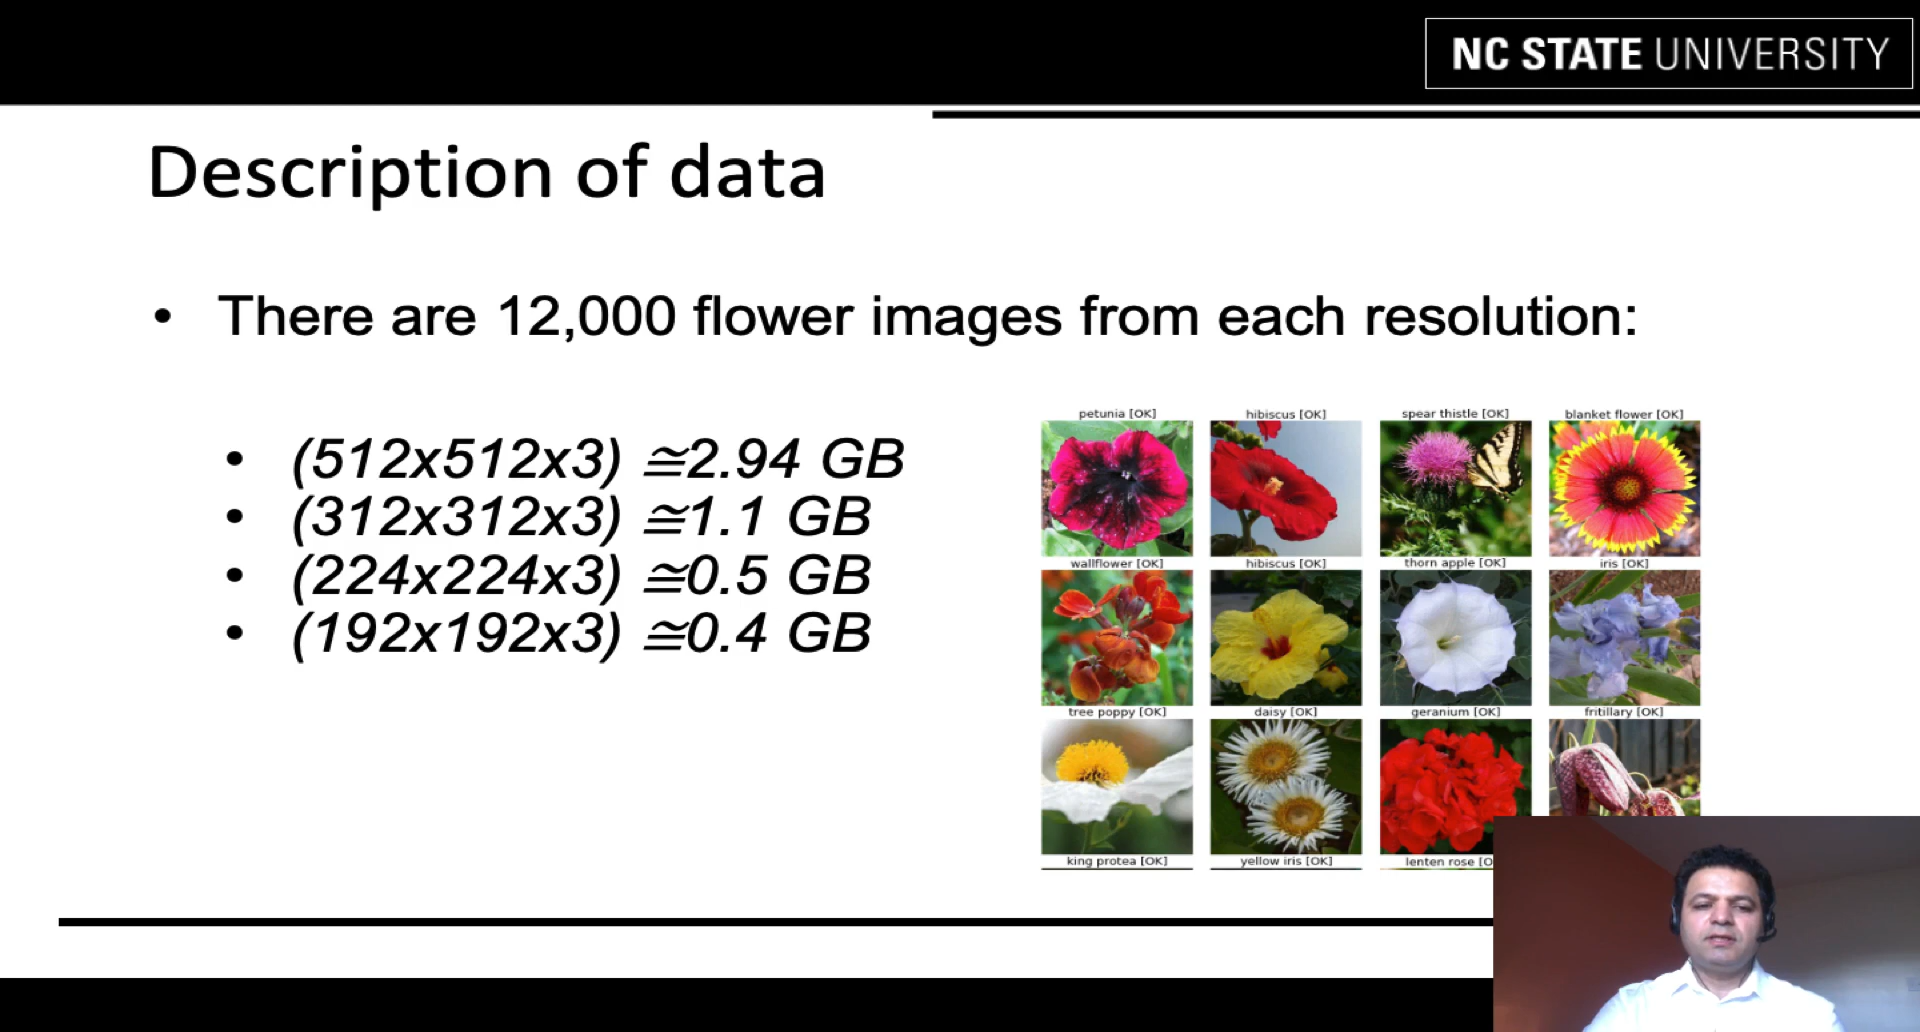 NC STATE UNIVERSITY
Description of data
• There are 12,000 flower images from each resolution:
• (512x512x3) ≅2.94 GB
• (312x312x3) ≅1.1 GB
• (224x224x3) ≅0.5 GB
• (192x192x3) ≅0.4 GB
petunia [OK] hibiscus [OK] spear thistle [OK] blanket flower [OK]
wallflower [OK] hibiscus [OK] thorn apple [OK] iris [OK]
tree poppy [OK] daisy [OK] geranium [OK] fritillary [OK]
king protea [OK] yellow iris [OK] lenten rose [O